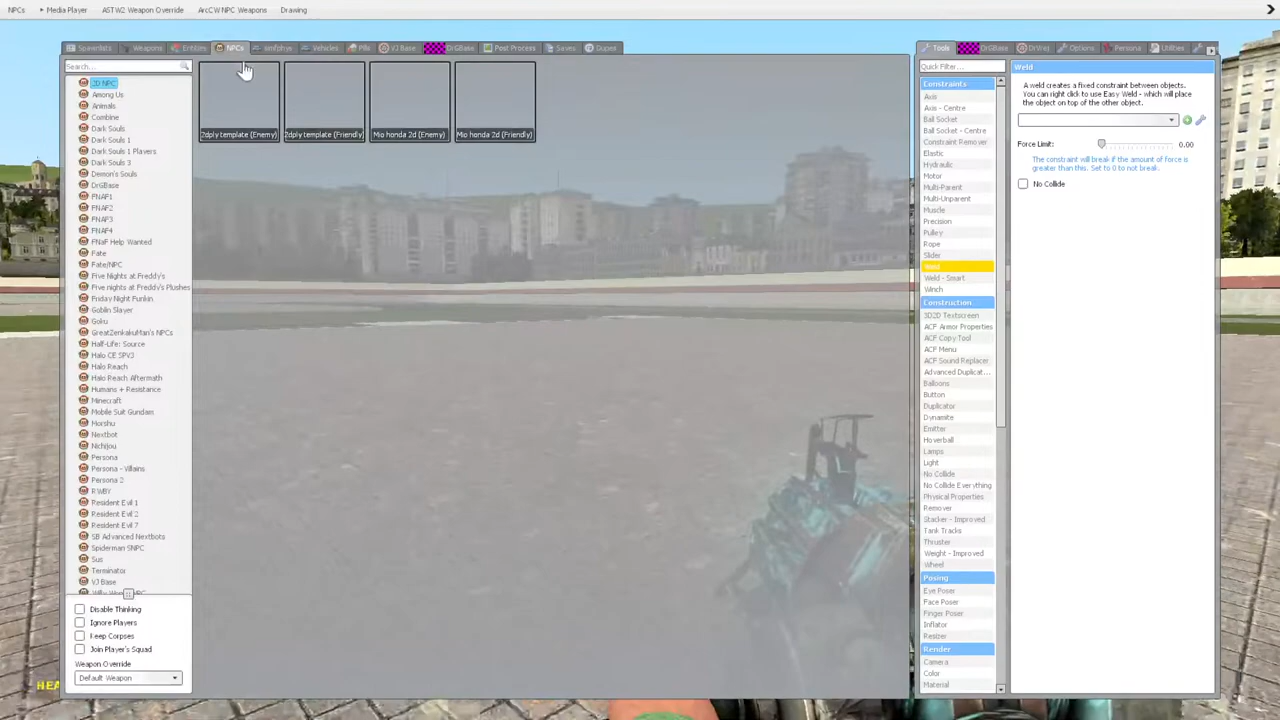 NPCs
Media Player
ASTW2 Weapon Override
ArcCW NPC Weapons
Drawing
Spawnlists
Weapons
Entities
NPCs
simfphys
Vehicles
Pills
VJ Base
DrGBase
Post Process
Saves
Dupes
Search...
2D NPC
Among Us
Animals
Combine
Dark Souls
Dark Souls 1
Dark Souls 1 Players
Dark Souls 3
Demon's Souls
DrGBase
FNAF1
FNAF2
FNAF3
FNAF4
FNaF Help Wanted
Fate
Fate/NPC
Five Nights at Freddy's
Five nights at Freddy's Plushes
Friday Night Funkin
Goblin Slayer
Goku
GreatZenkakuMan's NPCs
Half-Life: Source
Halo CE SPV3
Halo Reach
Halo Reach Aftermath
Humans + Resistance
Minecraft
Mobile Suit Gundam
Morshu
Nextbot
Nichijou
Persona
Persona - Villains
Persona 2
RWBY
Resident Evil 1
Resident Evil 2
Resident Evil 7
SB Advanced Nextbots
Spiderman SNPC
Sus
Terminator
VJ Base
Disable Thinking
Ignore Players
Keep Corpses
Join Player's Squad
Weapon Override
Default Weapon
2dply template (Enemy)
2dply template (Friendly)
Mio honda 2d (Enemy)
Mio honda 2d (Friendly)
Tools
DrGBase
DrVrej
Options
Persona
Utilities
Quick Filter...
Constraints
Axis
Axis - Centre
Ball Socket
Ball Socket - Centre
Constraint Remover
Elastic
Hydraulic
Motor
Multi-Parent
Multi-Unparent
Muscle
Precision
Pulley
Rope
Slider
Weld
Weld - Smart
Winch
Construction
3D2D Textscreen
ACF Armor Properties
ACF Copy Tool
ACF Menu
ACF Sound Replacer
Advanced Duplicat...
Balloons
Button
Duplicator
Dynamite
Emitter
Hoverball
Lamps
Light
No Collide
No Collide Everything
Physical Properties
Remover
Stacker - Improved
Tank Tracks
Thruster
Weight - Improved
Wheel
Posing
Eye Poser
Face Poser
Finger Poser
Inflator
Resizer
Render
Camera
Color
Material
Weld
A weld creates a fixed constraint between objects.
You can right click to use Easy Weld - which will place
the object on top of the other object.
Force Limit:
0.00
The constraint will break if the amount of force is
greater than this. Set to 0 to not break.
No Collide